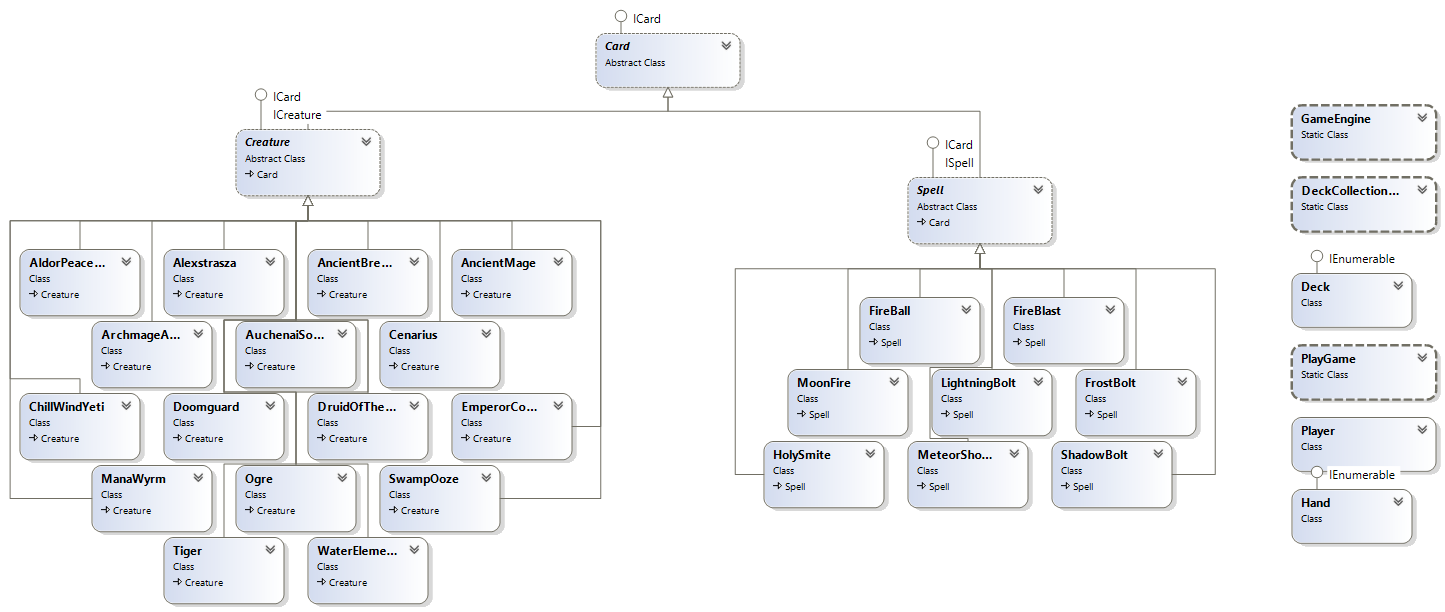 ICard
Card
Abstract Class
ICard
ICreature
Creature
Abstract Class
Card
ICard
ISpell
Spell
Abstract Class
Card
AldorPeace...
Class
Creature
Alexstrasza
Class
Creature
AncientBre...
Class
Creature
AncientMage
Class
Creature
ArchmageA...
Class
Creature
AuchenaiSo...
Class
Creature
Cenarius
Class
Creature
ChillWindYeti
Class
Creature
Doomguard
Class
Creature
DruidOfThe...
Class
Creature
EmperorCo...
Class
Creature
ManaWyrm
Class
Creature
Ogre
Class
Creature
SwampOoze
Class
Creature
Tiger
Class
Creature
WaterEleme...
Class
Creature
FireBall
Class
Spell
FireBlast
Class
Spell
MoonFire
Class
Spell
LightningBolt
Class
Spell
FrostBolt
Class
Spell
HolySmite
Class
Spell
MeteorSho...
Class
Spell
ShadowBolt
Class
Spell
GameEngine
Static Class
DeckCollection...
Static Class
IEnumerable
Deck
Class
PlayGame
Static Class
Player
Class
IEnumerable
Hand
Class